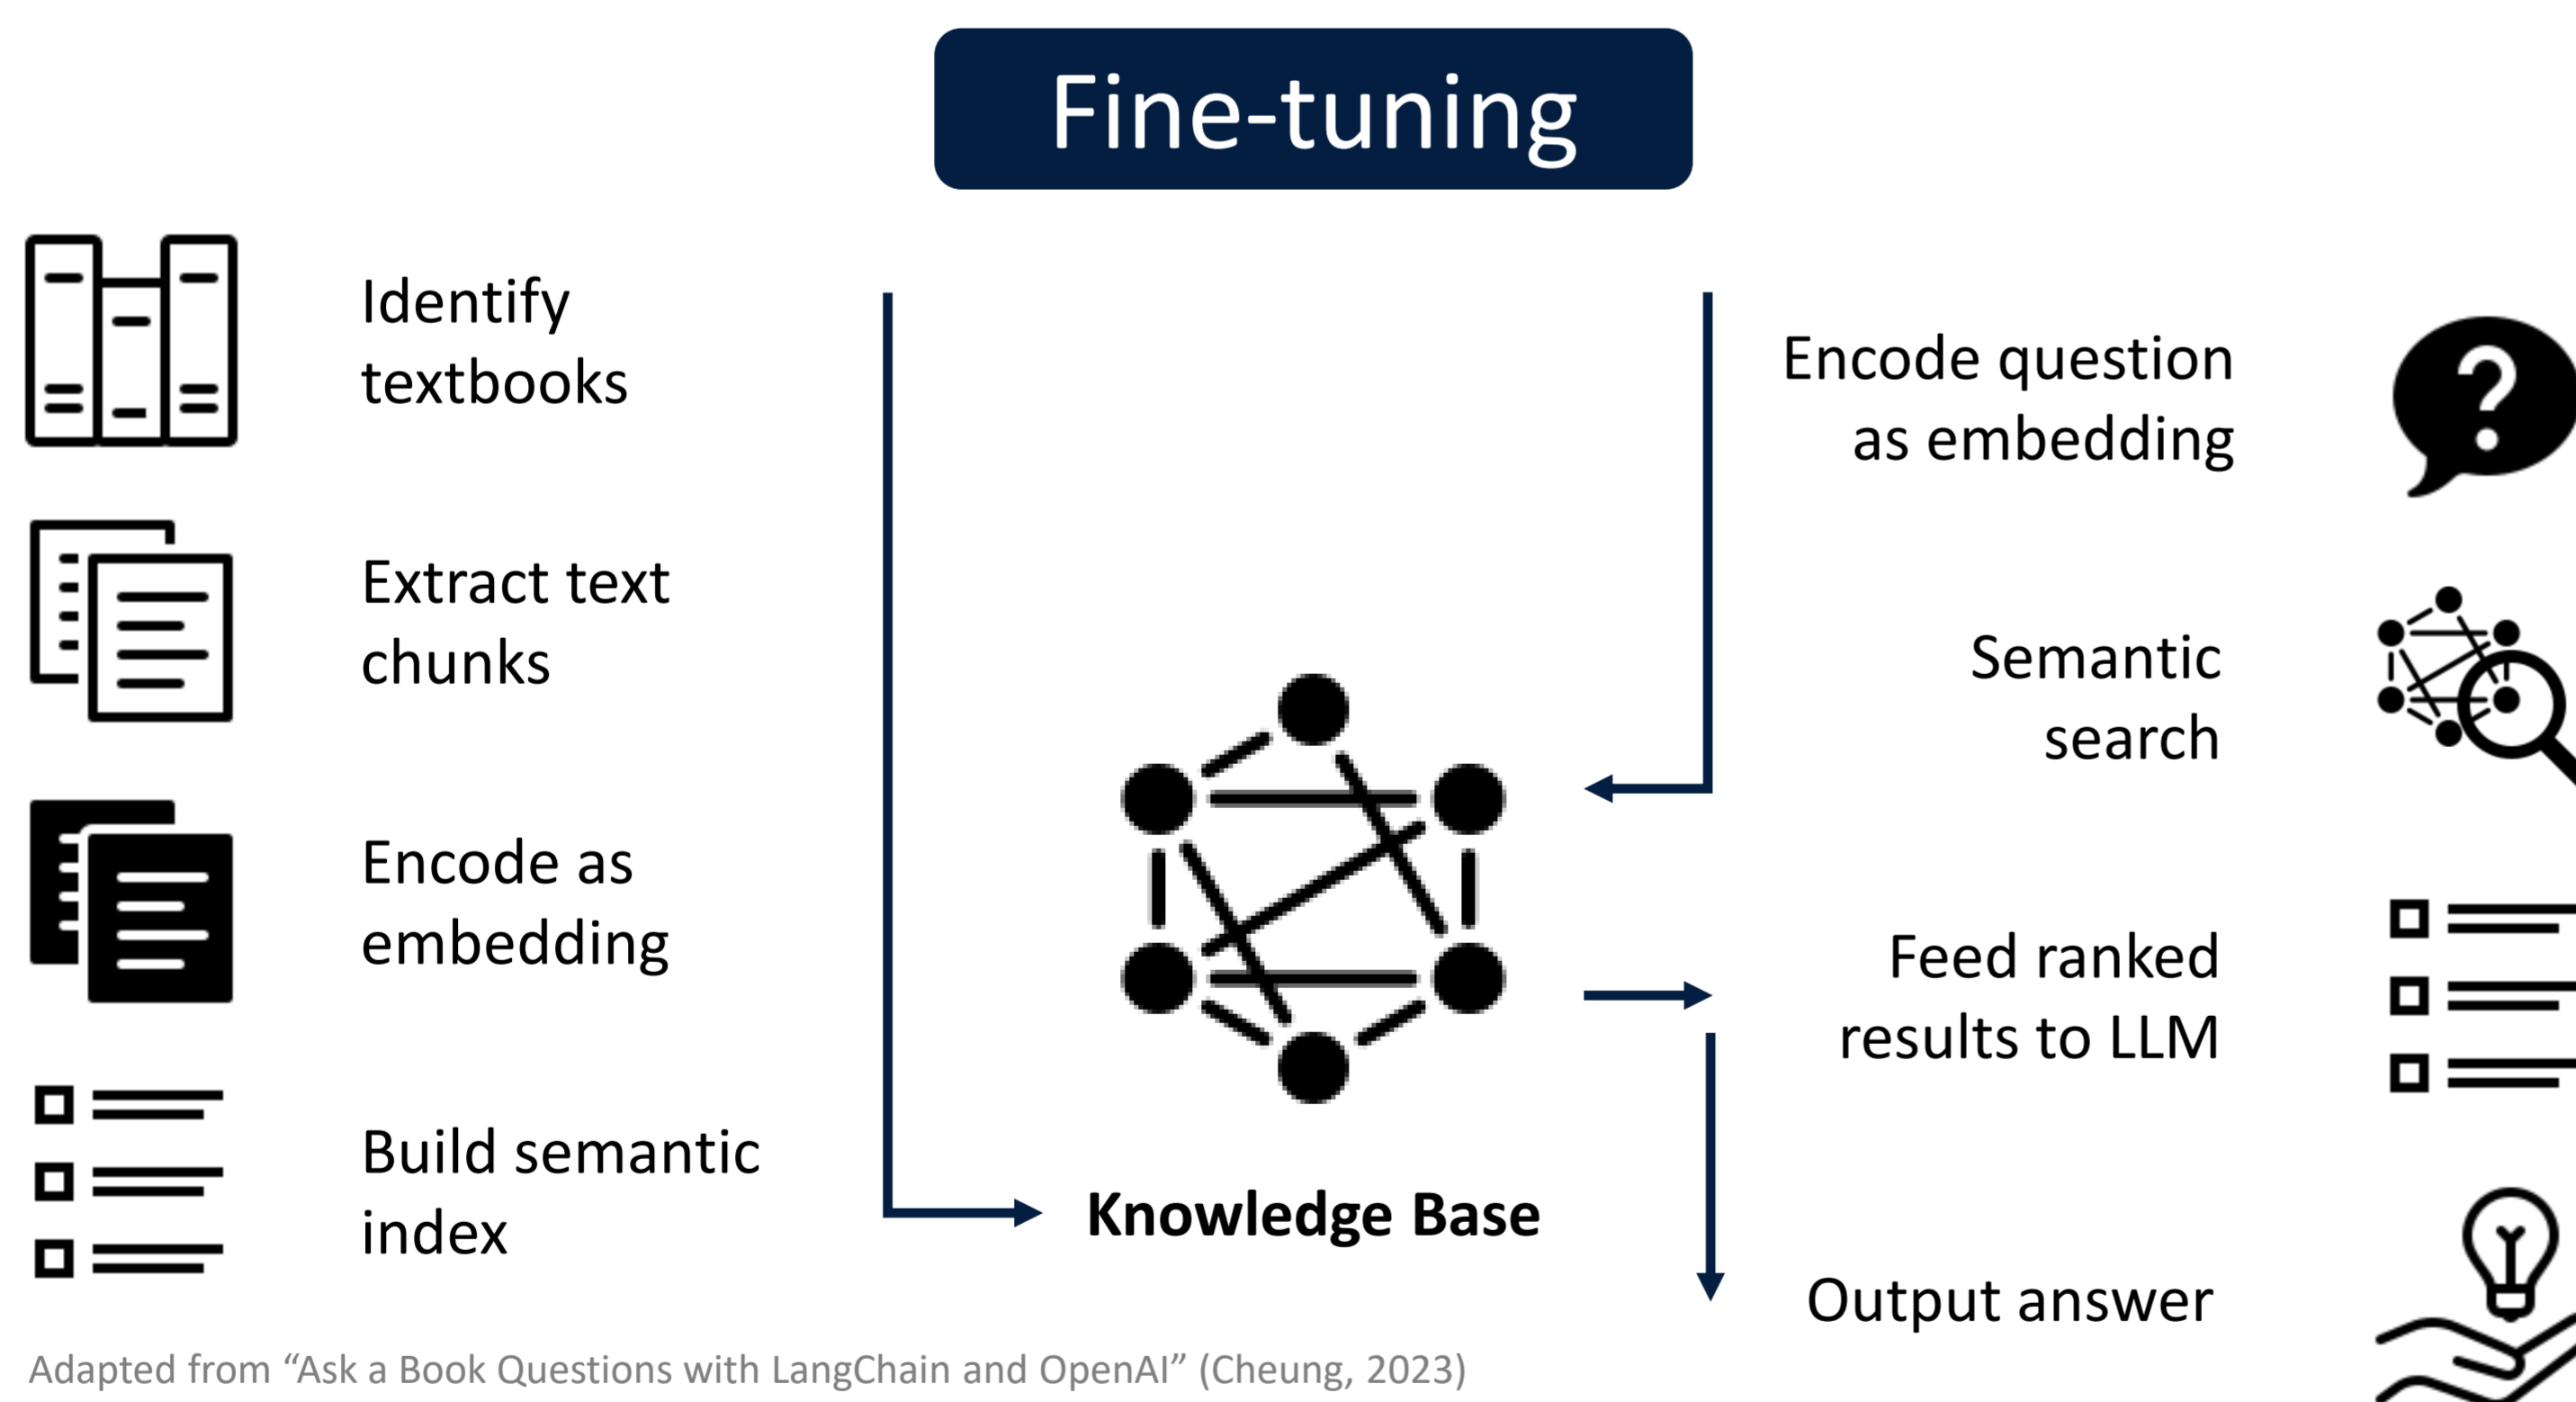 Fine-tuning
Identify
textbooks
Extract text
chunks
Encode as
embedding
Build semantic
index
Knowledge Base
Encode question
as embedding
Semantic
search
Feed ranked
results to LLM
Output answer
Adapted from “Ask a Book Questions with LangChain and OpenAI” (Cheung, 2023)